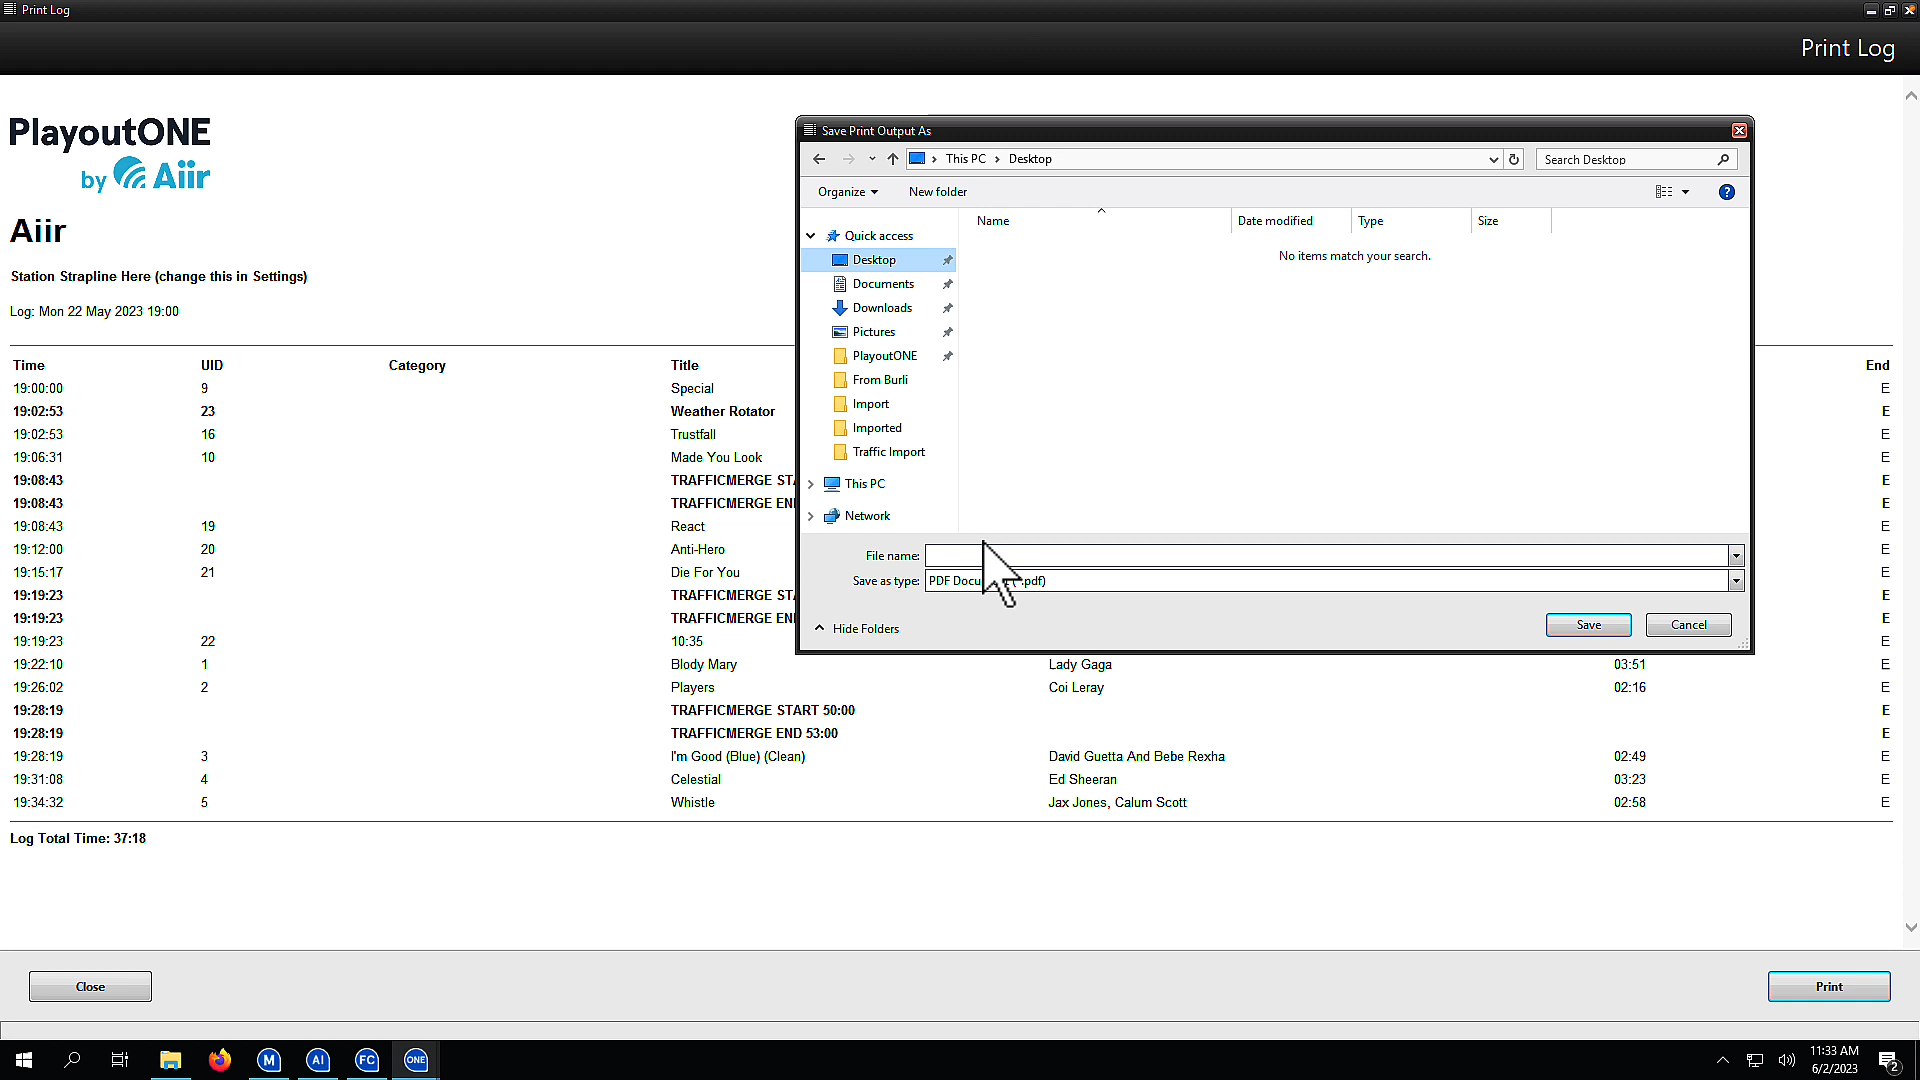 Print Log
Print Log
PlayoutONE
by Aiir
Aiir
Station Strapline Here (change this in Settings)
Log: Mon 22 May 2023 19:00
Time UID Category Title End
19:00:00 9 Special E
19:02:53 23 Weather Rotator E
19:02:53 16 Trustfall E
19:06:31 10 Made You Look E
19:08:43 TRAFFICMERGE E
19:08:43 TRAFFICMERGE E
19:08:43 19 React E
19:12:00 20 Anti-Hero E
19:15:17 21 Die For You E
19:19:23 TRAFFICMERGE E
19:19:23 TRAFFICMERGE E
19:19:23 22 10:35 E
19:22:10 1 Blody Mary Lady Gaga 03:51 E
19:26:02 2 Players Coi Leray 02:16 E
19:28:19 TRAFFICMERGE START 50:00 E
19:28:19 TRAFFICMERGE END 53:00 E
19:28:19 3 I'm Good (Blue) (Clean) David Guetta And Bebe Rexha 02:49 E
19:31:08 4 Celestial Ed Sheeran 03:23 E
19:34:32 5 Whistle Jax Jones, Calum Scott 02:58 E
Log Total Time: 37:18
Save Print Output As
This PC Desktop
Search Desktop
Organize New folder
Name Date modified Type Size
No items match your search.
Quick access
Desktop
Documents
Downloads
Pictures
PlayoutONE
From Burli
Import
Imported
Traffic Import
This PC
Network
File name:
Save as type: PDF (*.pdf)
Hide Folders
Save Cancel
Close Print
M AI FC ONE
11:33 AM
6/2/2023
2